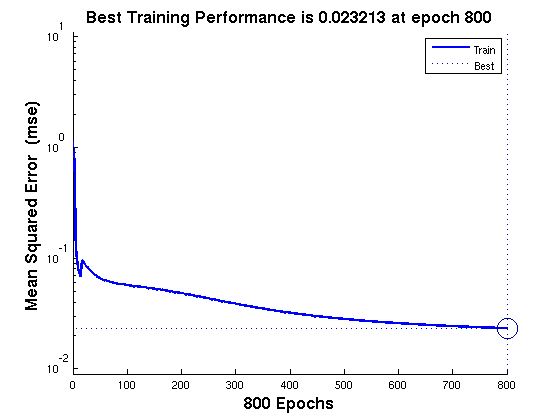 Best Training Performance is 0.023213 at epoch 800
Train
Best
Mean Squared Error (mse)
10^1
10^0
10^-1
10^-2
0 100 200 300 400 500 600 700 800
800 Epochs